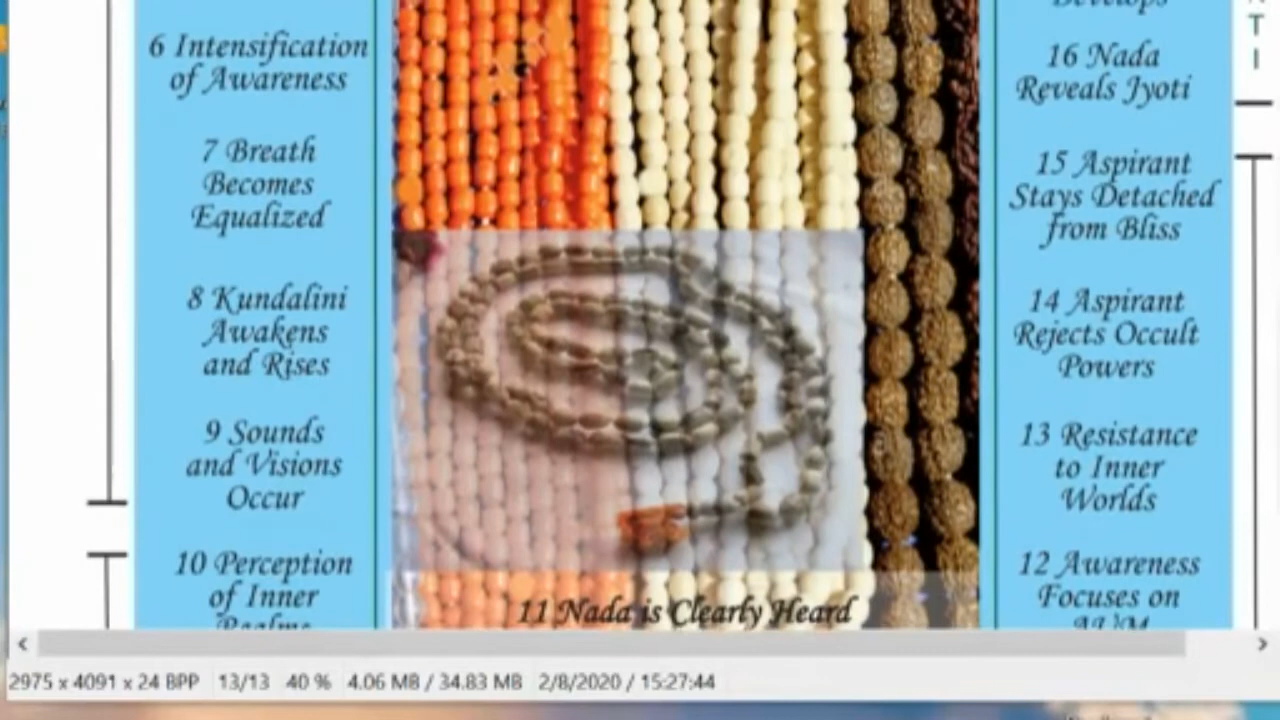 6 Intensification
of Awareness
7 Breath
Becomes
Equalized
8 Kundalini
Awakens
and Rises
9 Sounds
and Visions
Occur
10 Perception
of Inner
Realms
11 Nada is Clearly Heard
Develops
16 Nada
Reveals Jyoti
15 Aspirant
Stays Detached
from Bliss
14 Aspirant
Rejects Occult
Powers
13 Resistance
to Inner
Worlds
12 Awareness
Focuses on
AUM
T
I
2975 x 4091 x 24 BPP 13/13 40 % 4.06 MB / 34.83 MB 2/8/2020 / 15:27:44